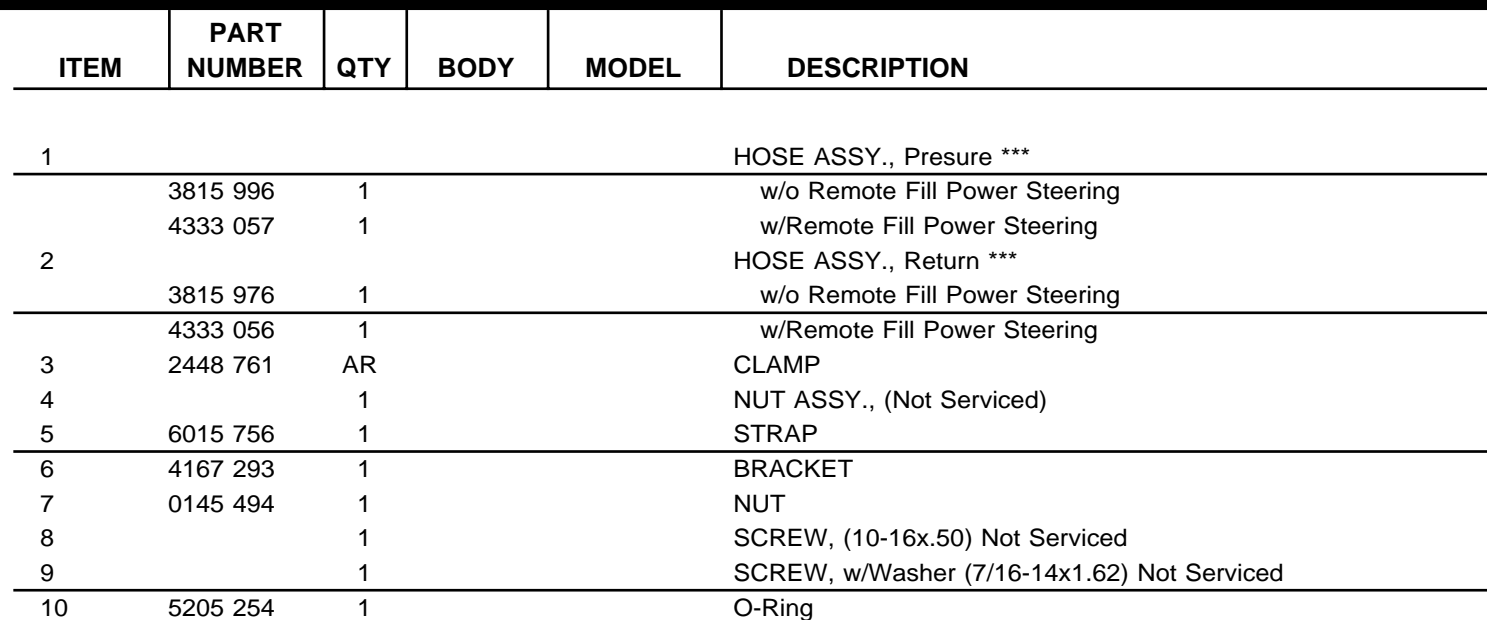 PART
ITEM NUMBER QTY BODY MODEL DESCRIPTION
1 HOSE ASSY., Presure ***
3815 996 1 w/o Remote Fill Power Steering
4333 057 1 w/Remote Fill Power Steering
2 HOSE ASSY., Return ***
3815 976 1 w/o Remote Fill Power Steering
4333 056 1 w/Remote Fill Power Steering
3 2448 761 AR CLAMP
4 1 NUT ASSY., (Not Serviced)
5 6015 756 1 STRAP
6 4167 293 1 BRACKET
7 0145 494 1 NUT
8 1 SCREW, (10-16x.50) Not Serviced
9 1 SCREW, w/Washer (7/16-14x1.62) Not Serviced
10 5205 254 1 O-Ring